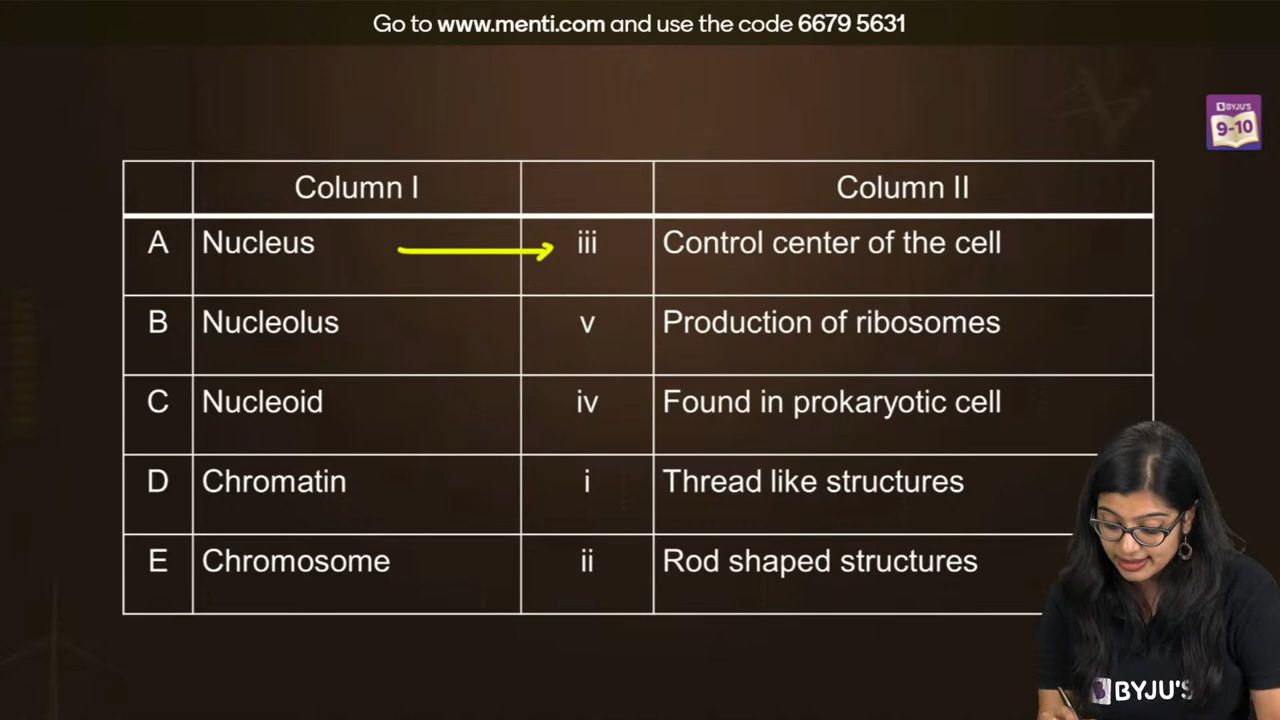 Go to www.menti.com and use the code 6679 5631
BYJU'S
9-10
Column I Column II
A Nucleus iii Control center of the cell
B Nucleolus v Production of ribosomes
C Nucleoid iv Found in prokaryotic cell
D Chromatin i Thread like structures
E Chromosome ii Rod shaped structures
BYJU'S